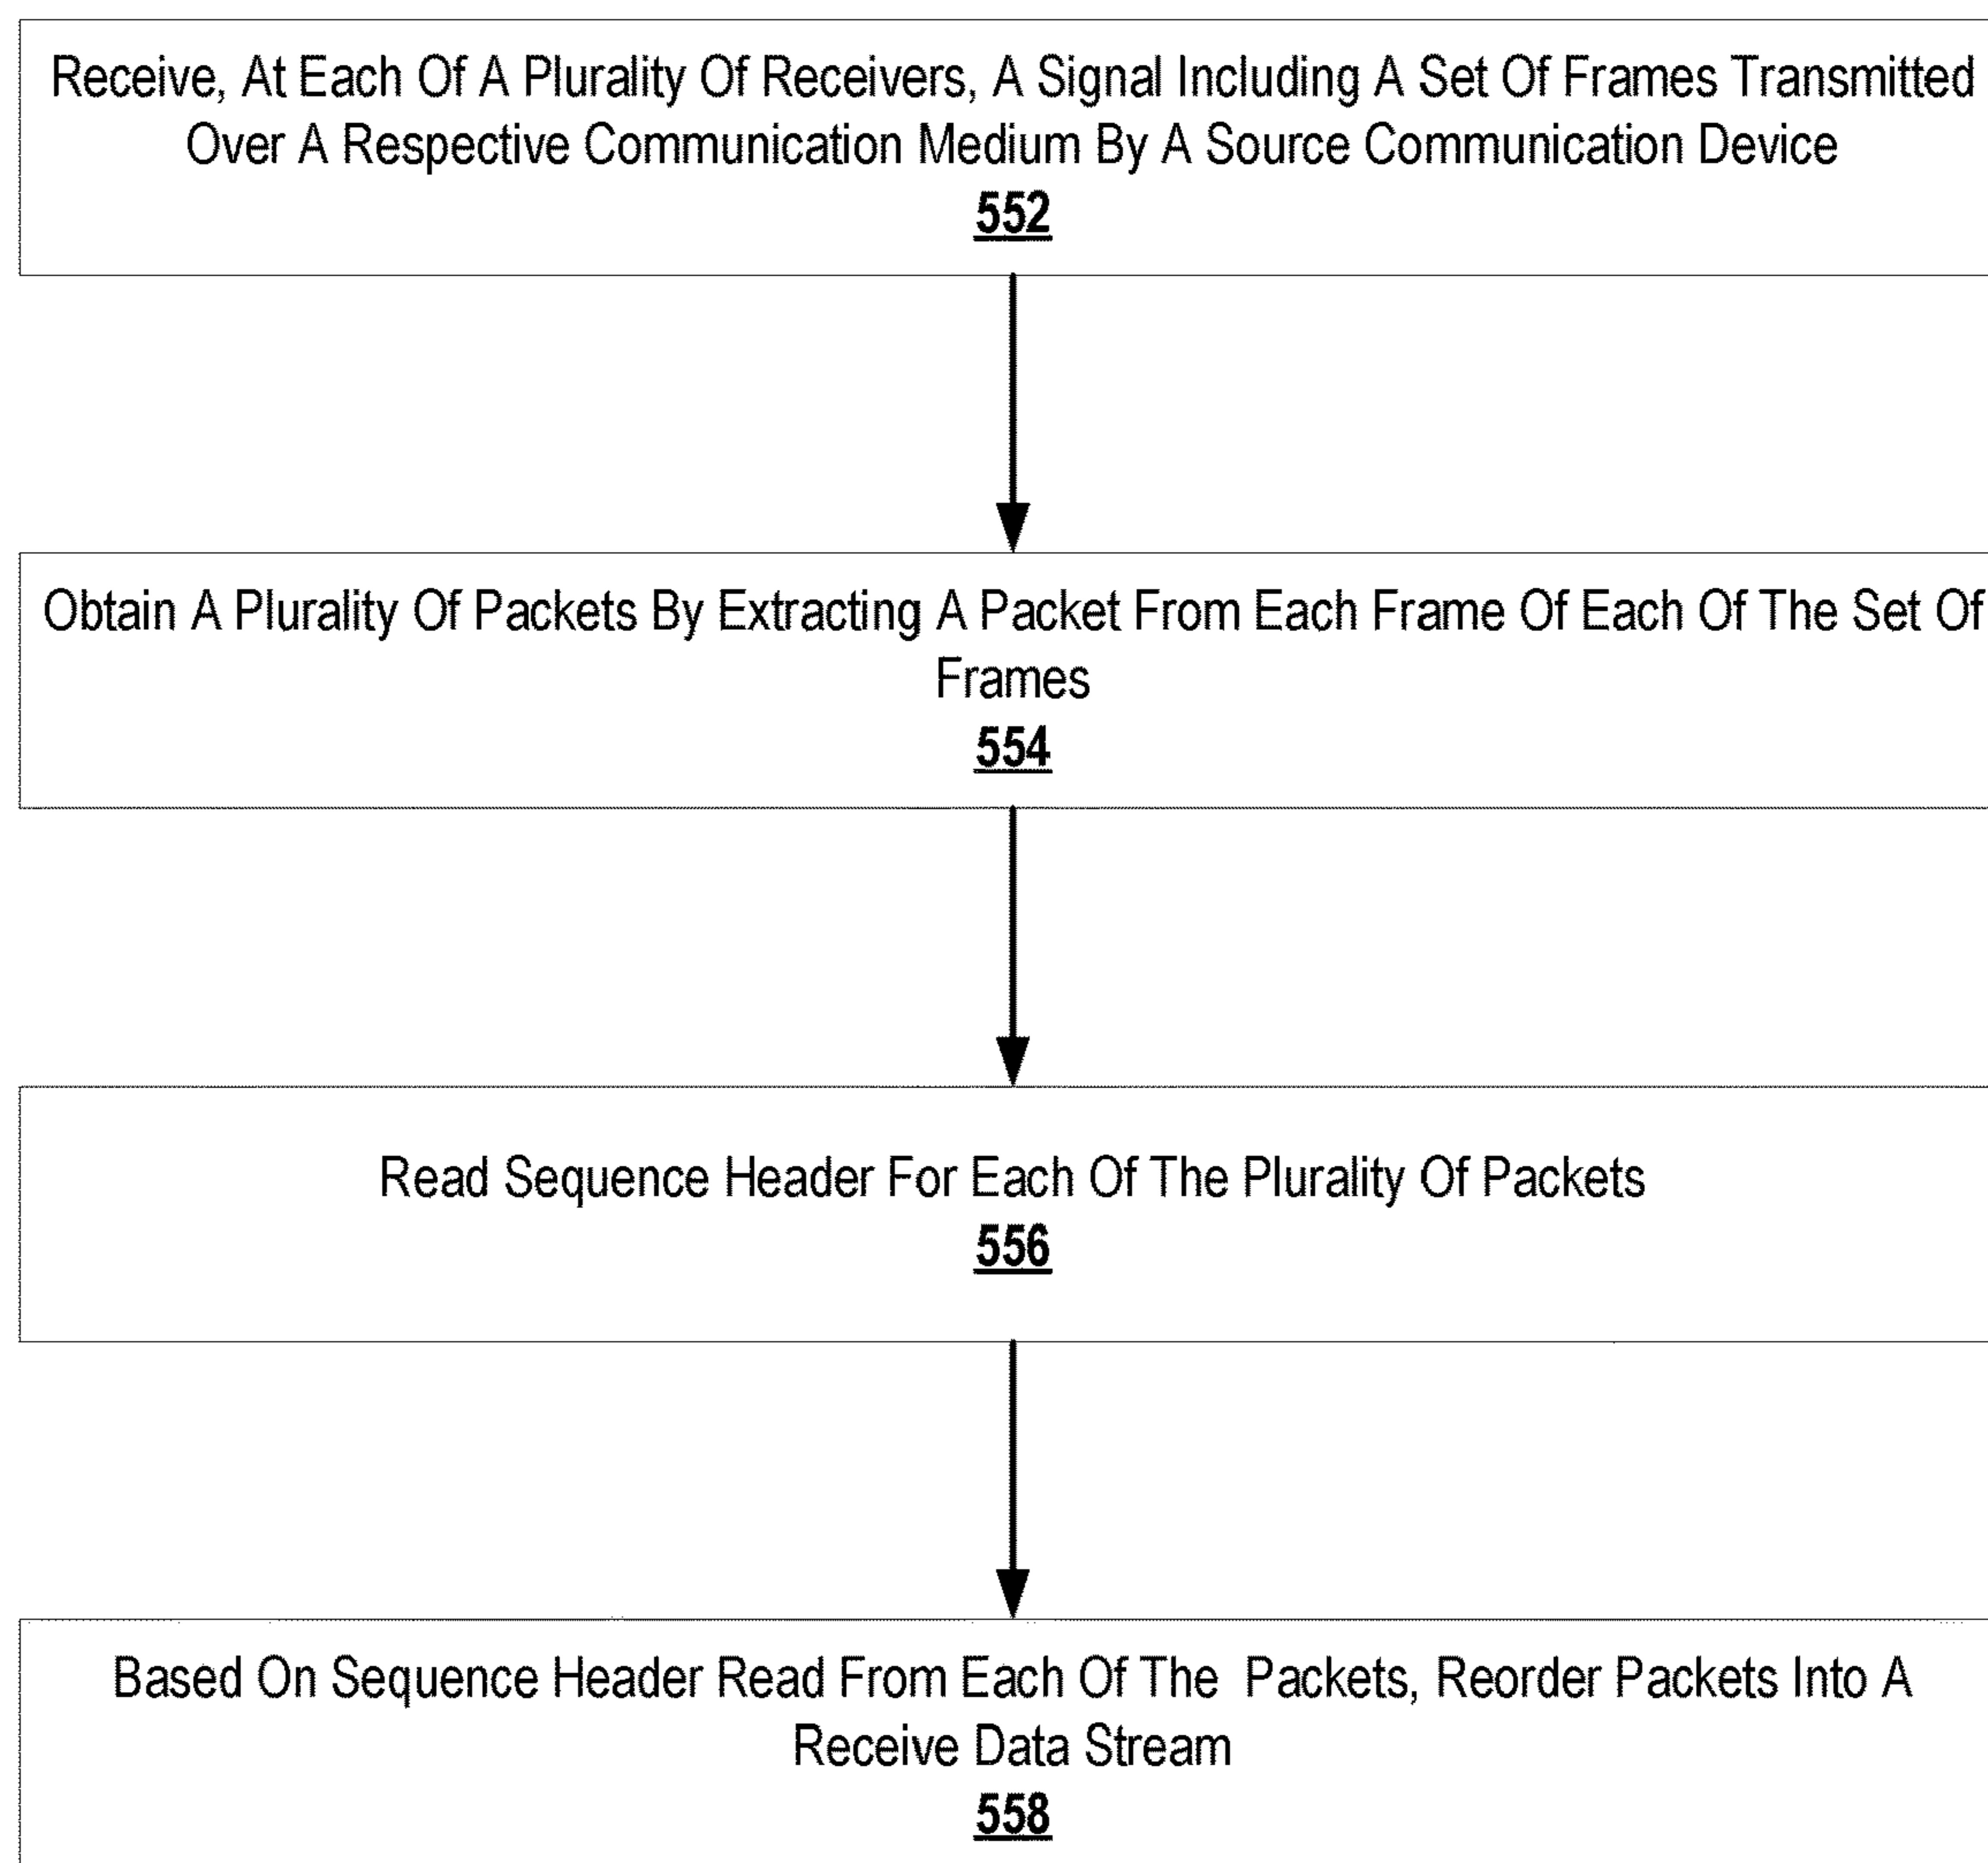 Receive, At Each Of A Plurality Of Receivers, A Signal Including A Set Of Frames Transmitted
Over A Respective Communication Medium By A Source Communication Device
552
Obtain A Plurality Of Packets By Extracting A Packet From Each Frame Of Each Of The Set Of
Frames
554
Read Sequence Header For Each Of The Plurality Of Packets
556
Based On Sequence Header Read From Each Of The  Packets, Reorder Packets Into A
Receive Data Stream
558